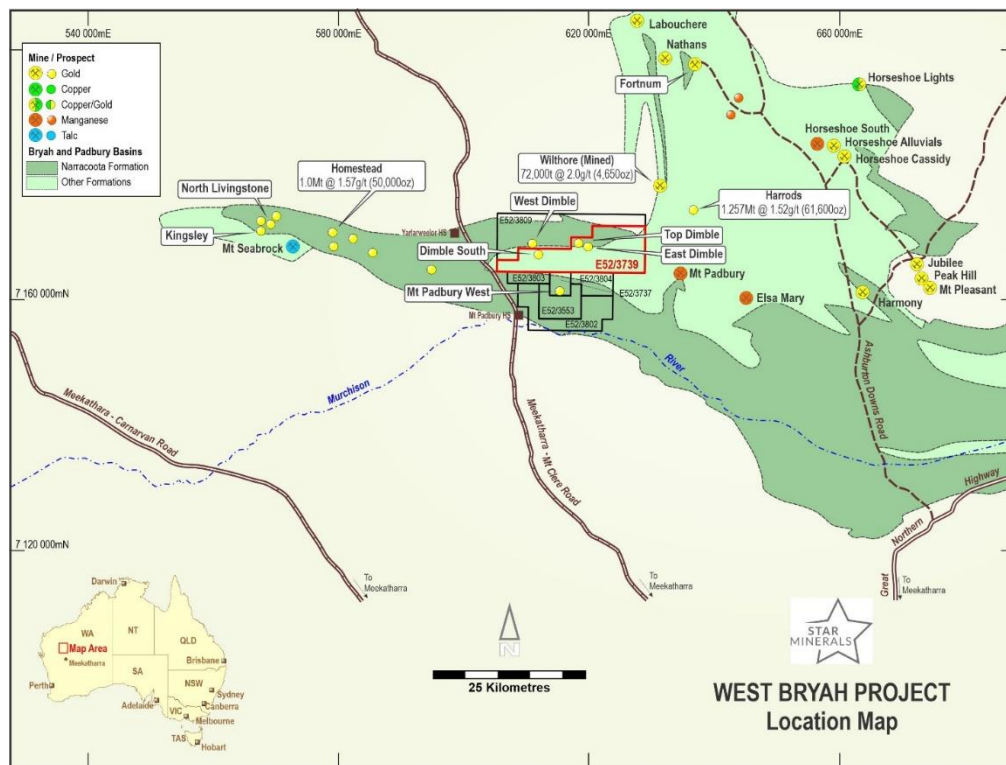 540 000mE
580 000mE
620 000mE
660 000mE
Mine / Prospect
Gold
Copper
Copper/Gold
Manganese
Talc
Bryah and Padbury Basins
Narracoota Formation
Other Formations
Labouchere
Nathans
Fortnum
Horseshoe Lights
Horseshoe South
Horseshoe Alluvials
Horseshoe Cassidy
Homestead
1.0Mt @ 1.57g/t (50,000oz)
Wilthore (Mined)
72,000t @ 2.0g/t (4,650oz)
Harrods
1.257Mt @ 1.52g/t (61,600oz)
North Livingstone
Kingsley
Mt Seabrock
Yarlarweelor HS
West Dimble
E52/3809
Dimble South
Top Dimble
East Dimble
E52/3739
Mt Padbury
Elsa Mary
Jubilee
Peak Hill
Mt Pleasant
Harmony
E52/3803
E52/3804
E52/3737
Mt Padbury West
E52/3553
E52/3802
Mt Padbury HS
7 160 000mN
Murchison
River
Meekathara - Carnarvan Road
Meekatharra - Mt Clere Road
Ashburton Downs Road
Great
Northern
Highway
7 120 000mN
To
Meekatharra
To
Meekatharra
To
Meekatharra
Darwin
WA
NT
QLD
Map Area
Meekatharra
SA
Brisbane
Perth
NSW
Sydney
Adelaide
VIC
Canberra
Melbourne
TAS
Hobart
N
25 Kilometres
STAR
MINERALS
WEST BRYAH PROJECT
Location Map